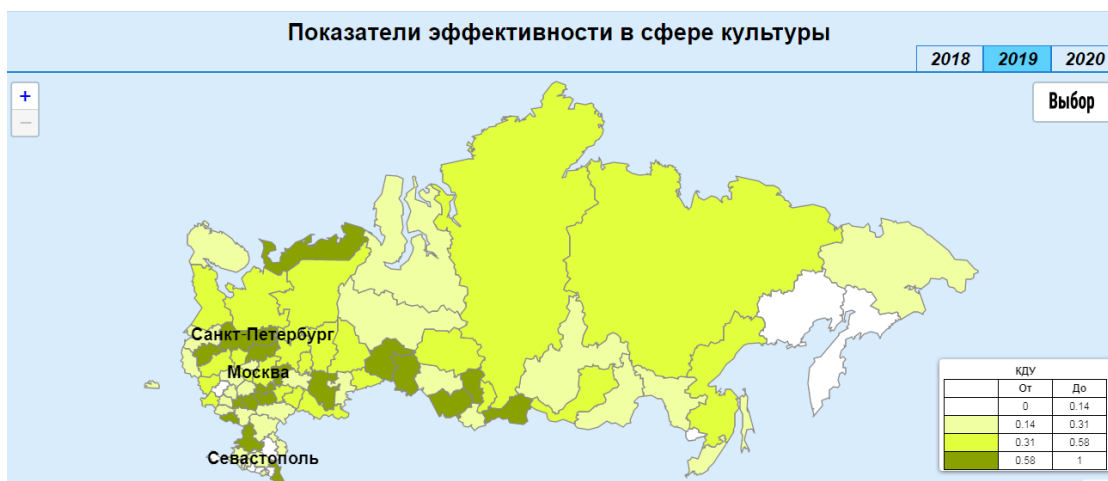 Показатели эффективности в сфере культуры
2018 2019 2020
+
Выбор
−
Санкт-Петербург
Москва
Севастополь
КДУ
От До
0 0.14
0.14 0.31
0.31 0.58
0.58 1